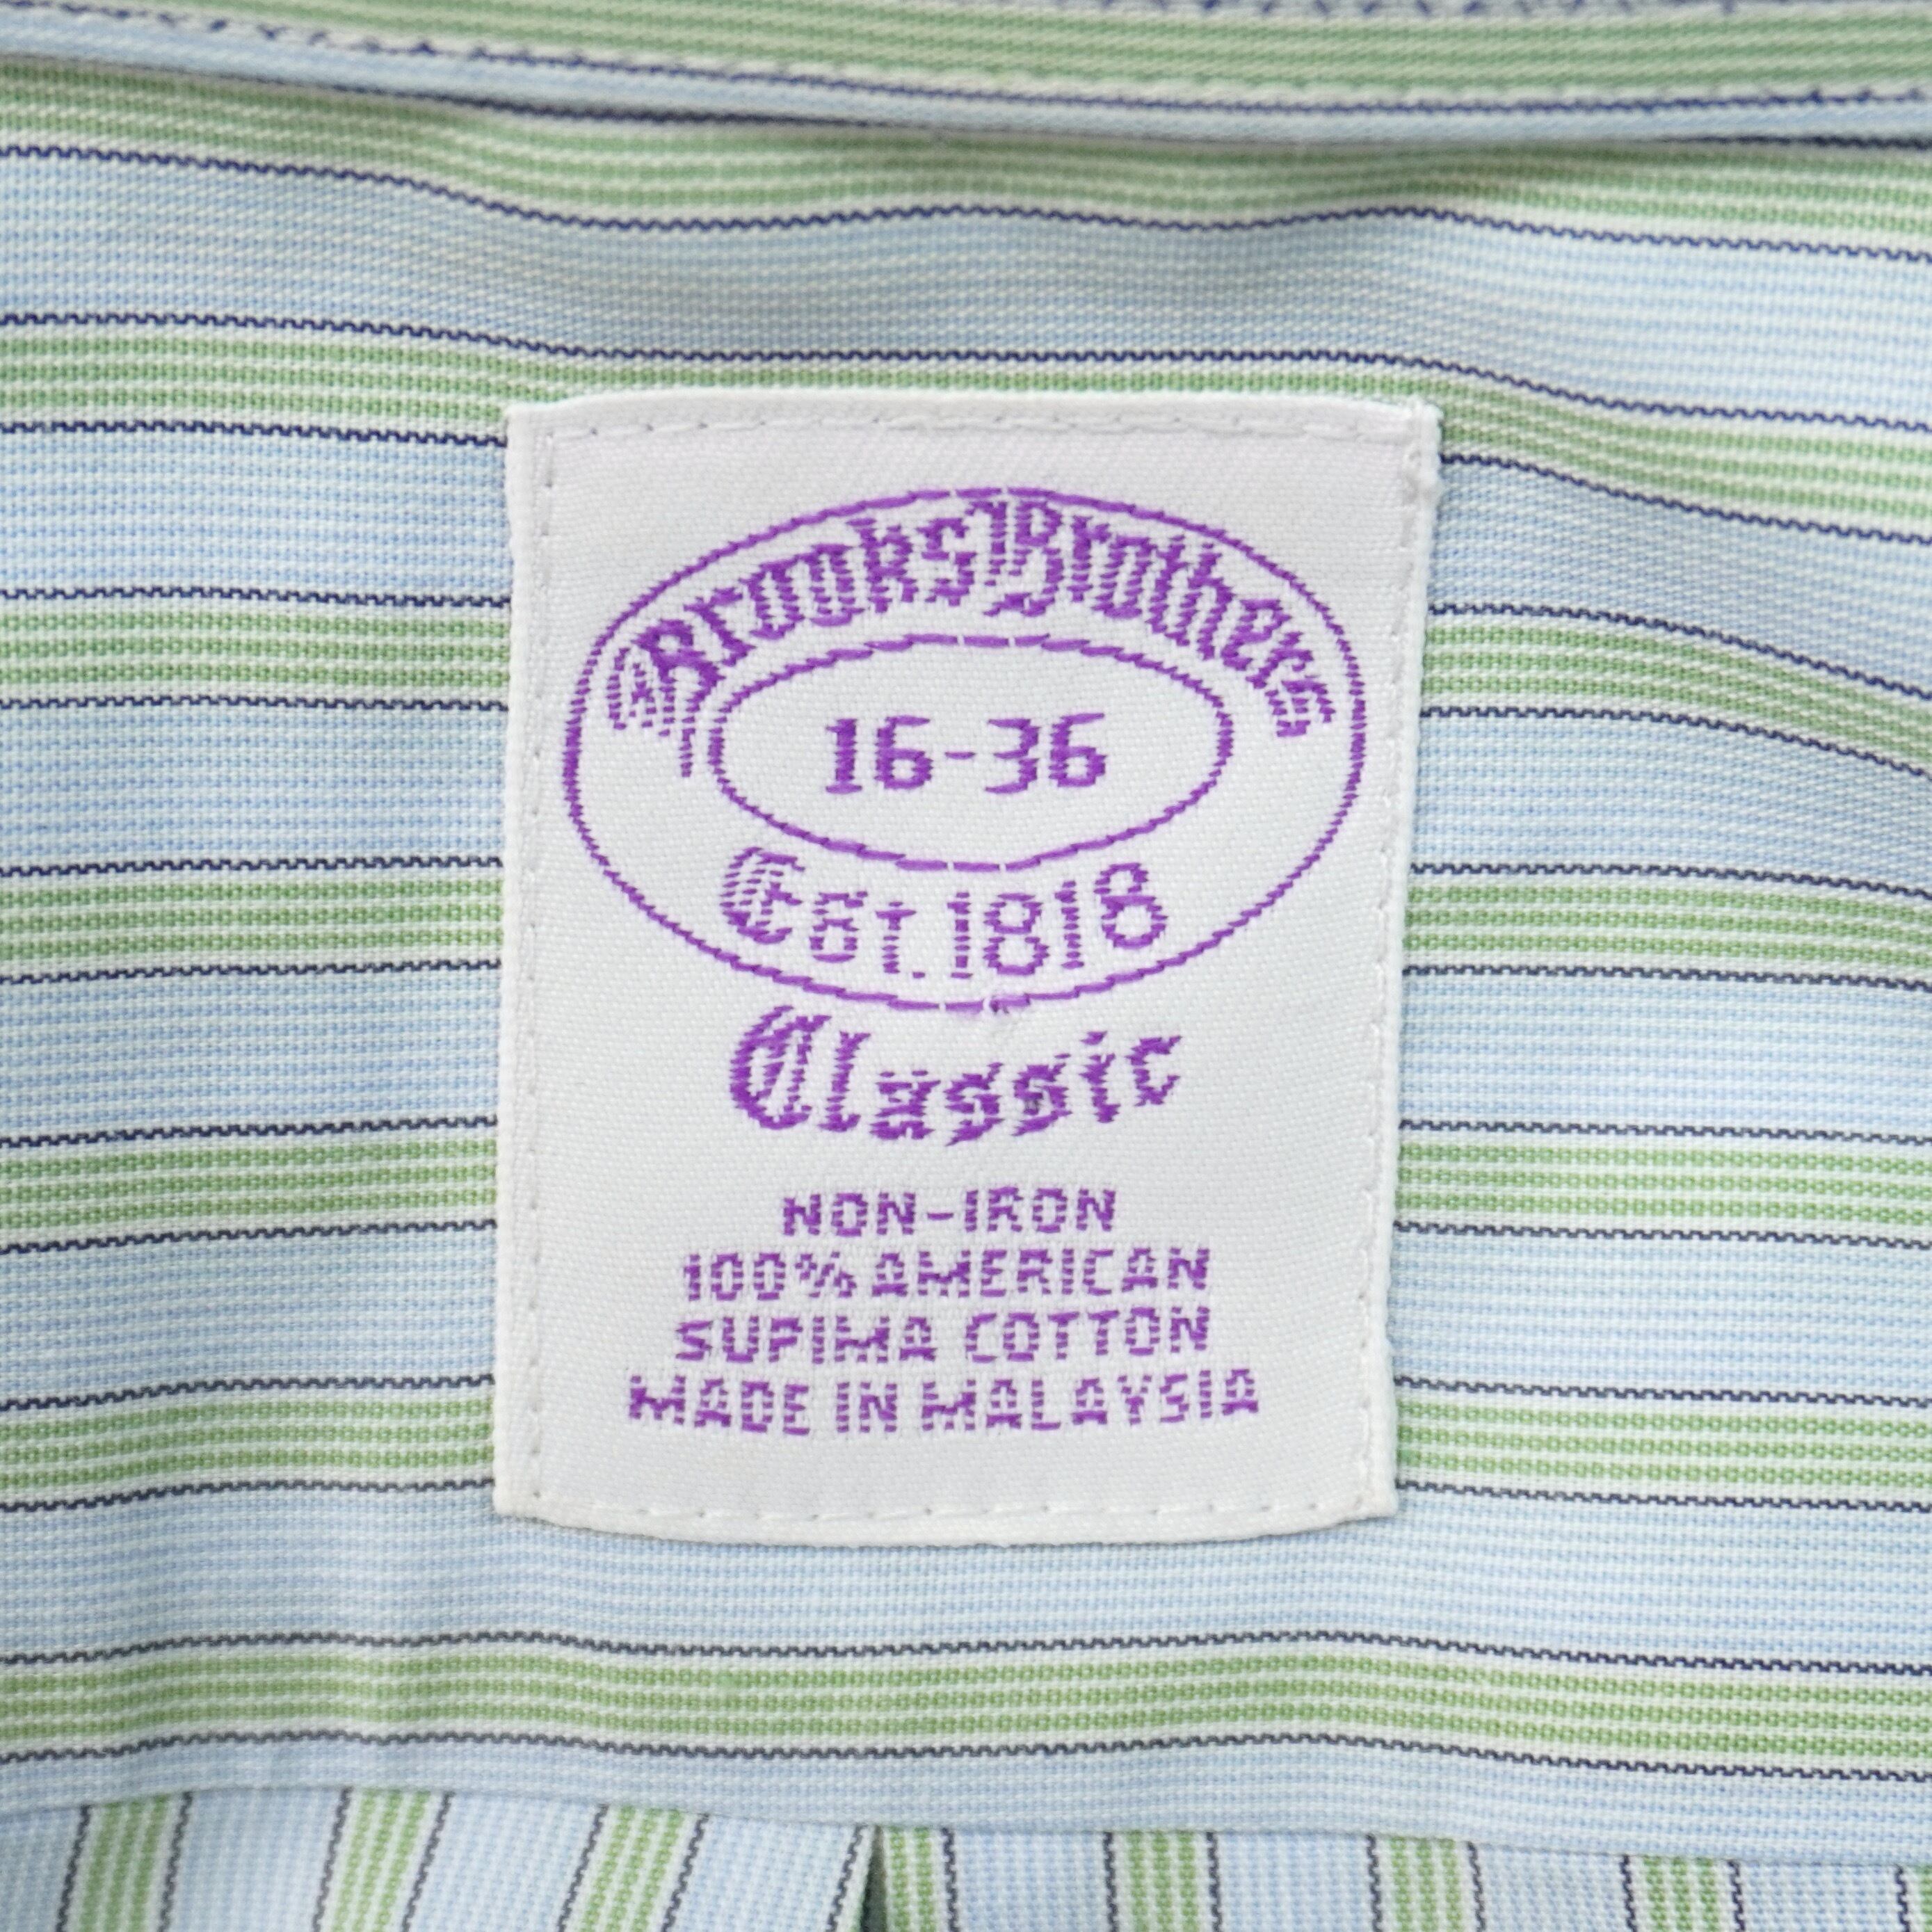 Brooks Brothers
16-36
Est. 1818
Classic
NON-IRON
100% AMERICAN
SUPIMA COTTON
MADE IN MALAYSIA